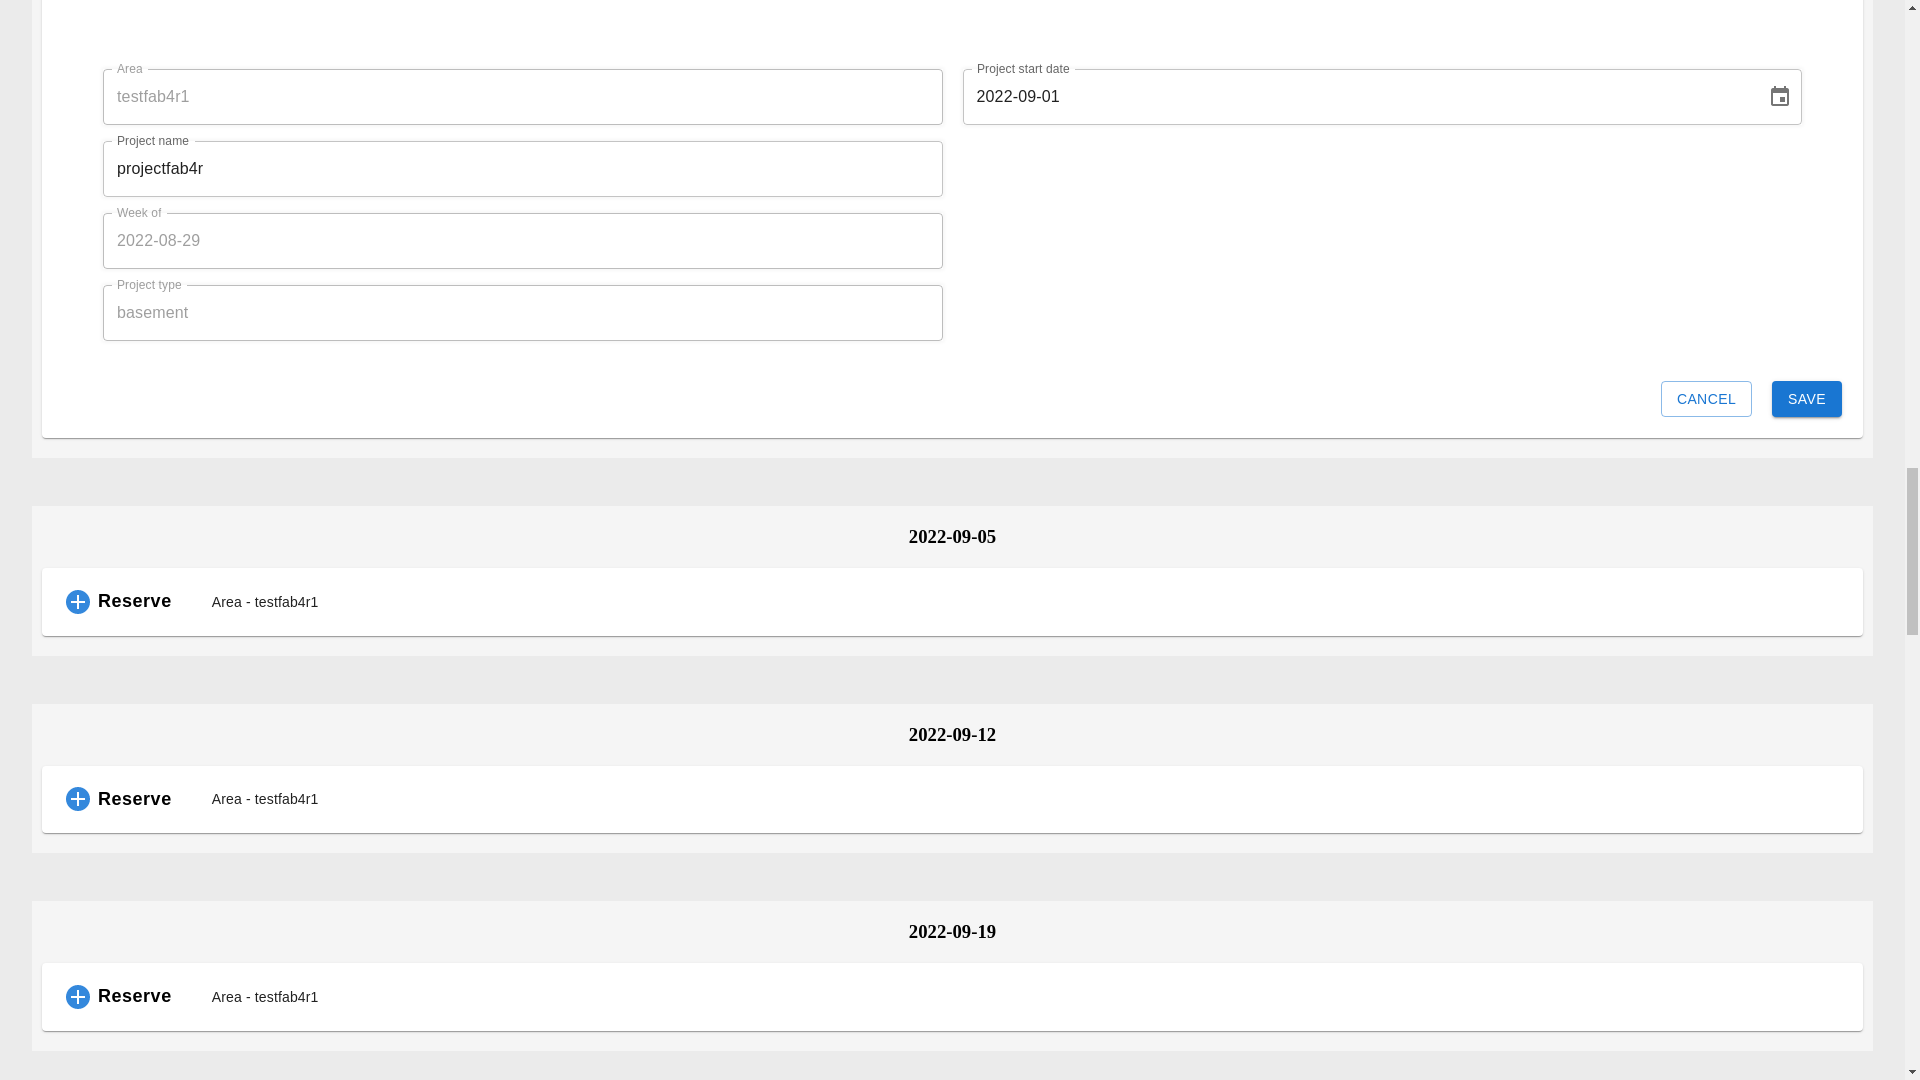 Area
testfab4r1
Project start date
2022-09-01
Project name
projectfab4r
Week of
2022-08-29
Project type
basement
CANCEL
SAVE
2022-09-05
Reserve
Area - testfab4r1
2022-09-12
Reserve
Area - testfab4r1
2022-09-19
Reserve
Area - testfab4r1